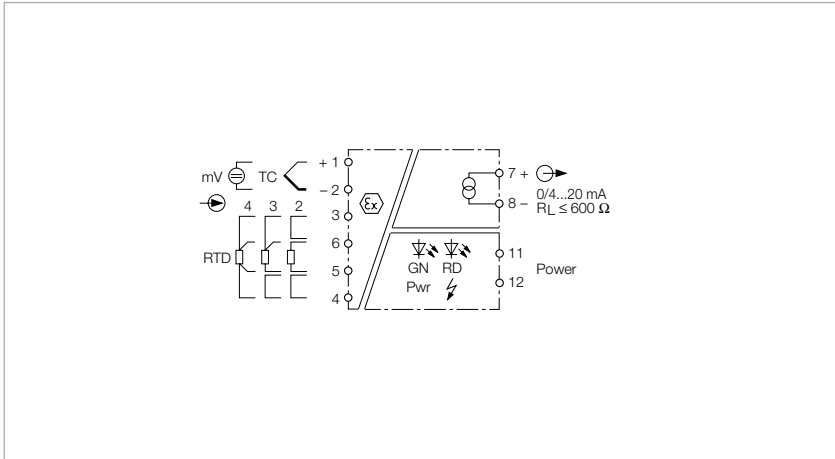 mV TC + 1
− 2
4 3 2 3
RTD 6
5
4
Ex
7 +
8 −
0/4...20 mA
RL ≤ 600 Ω
GN RD
Pwr
11
12
Power